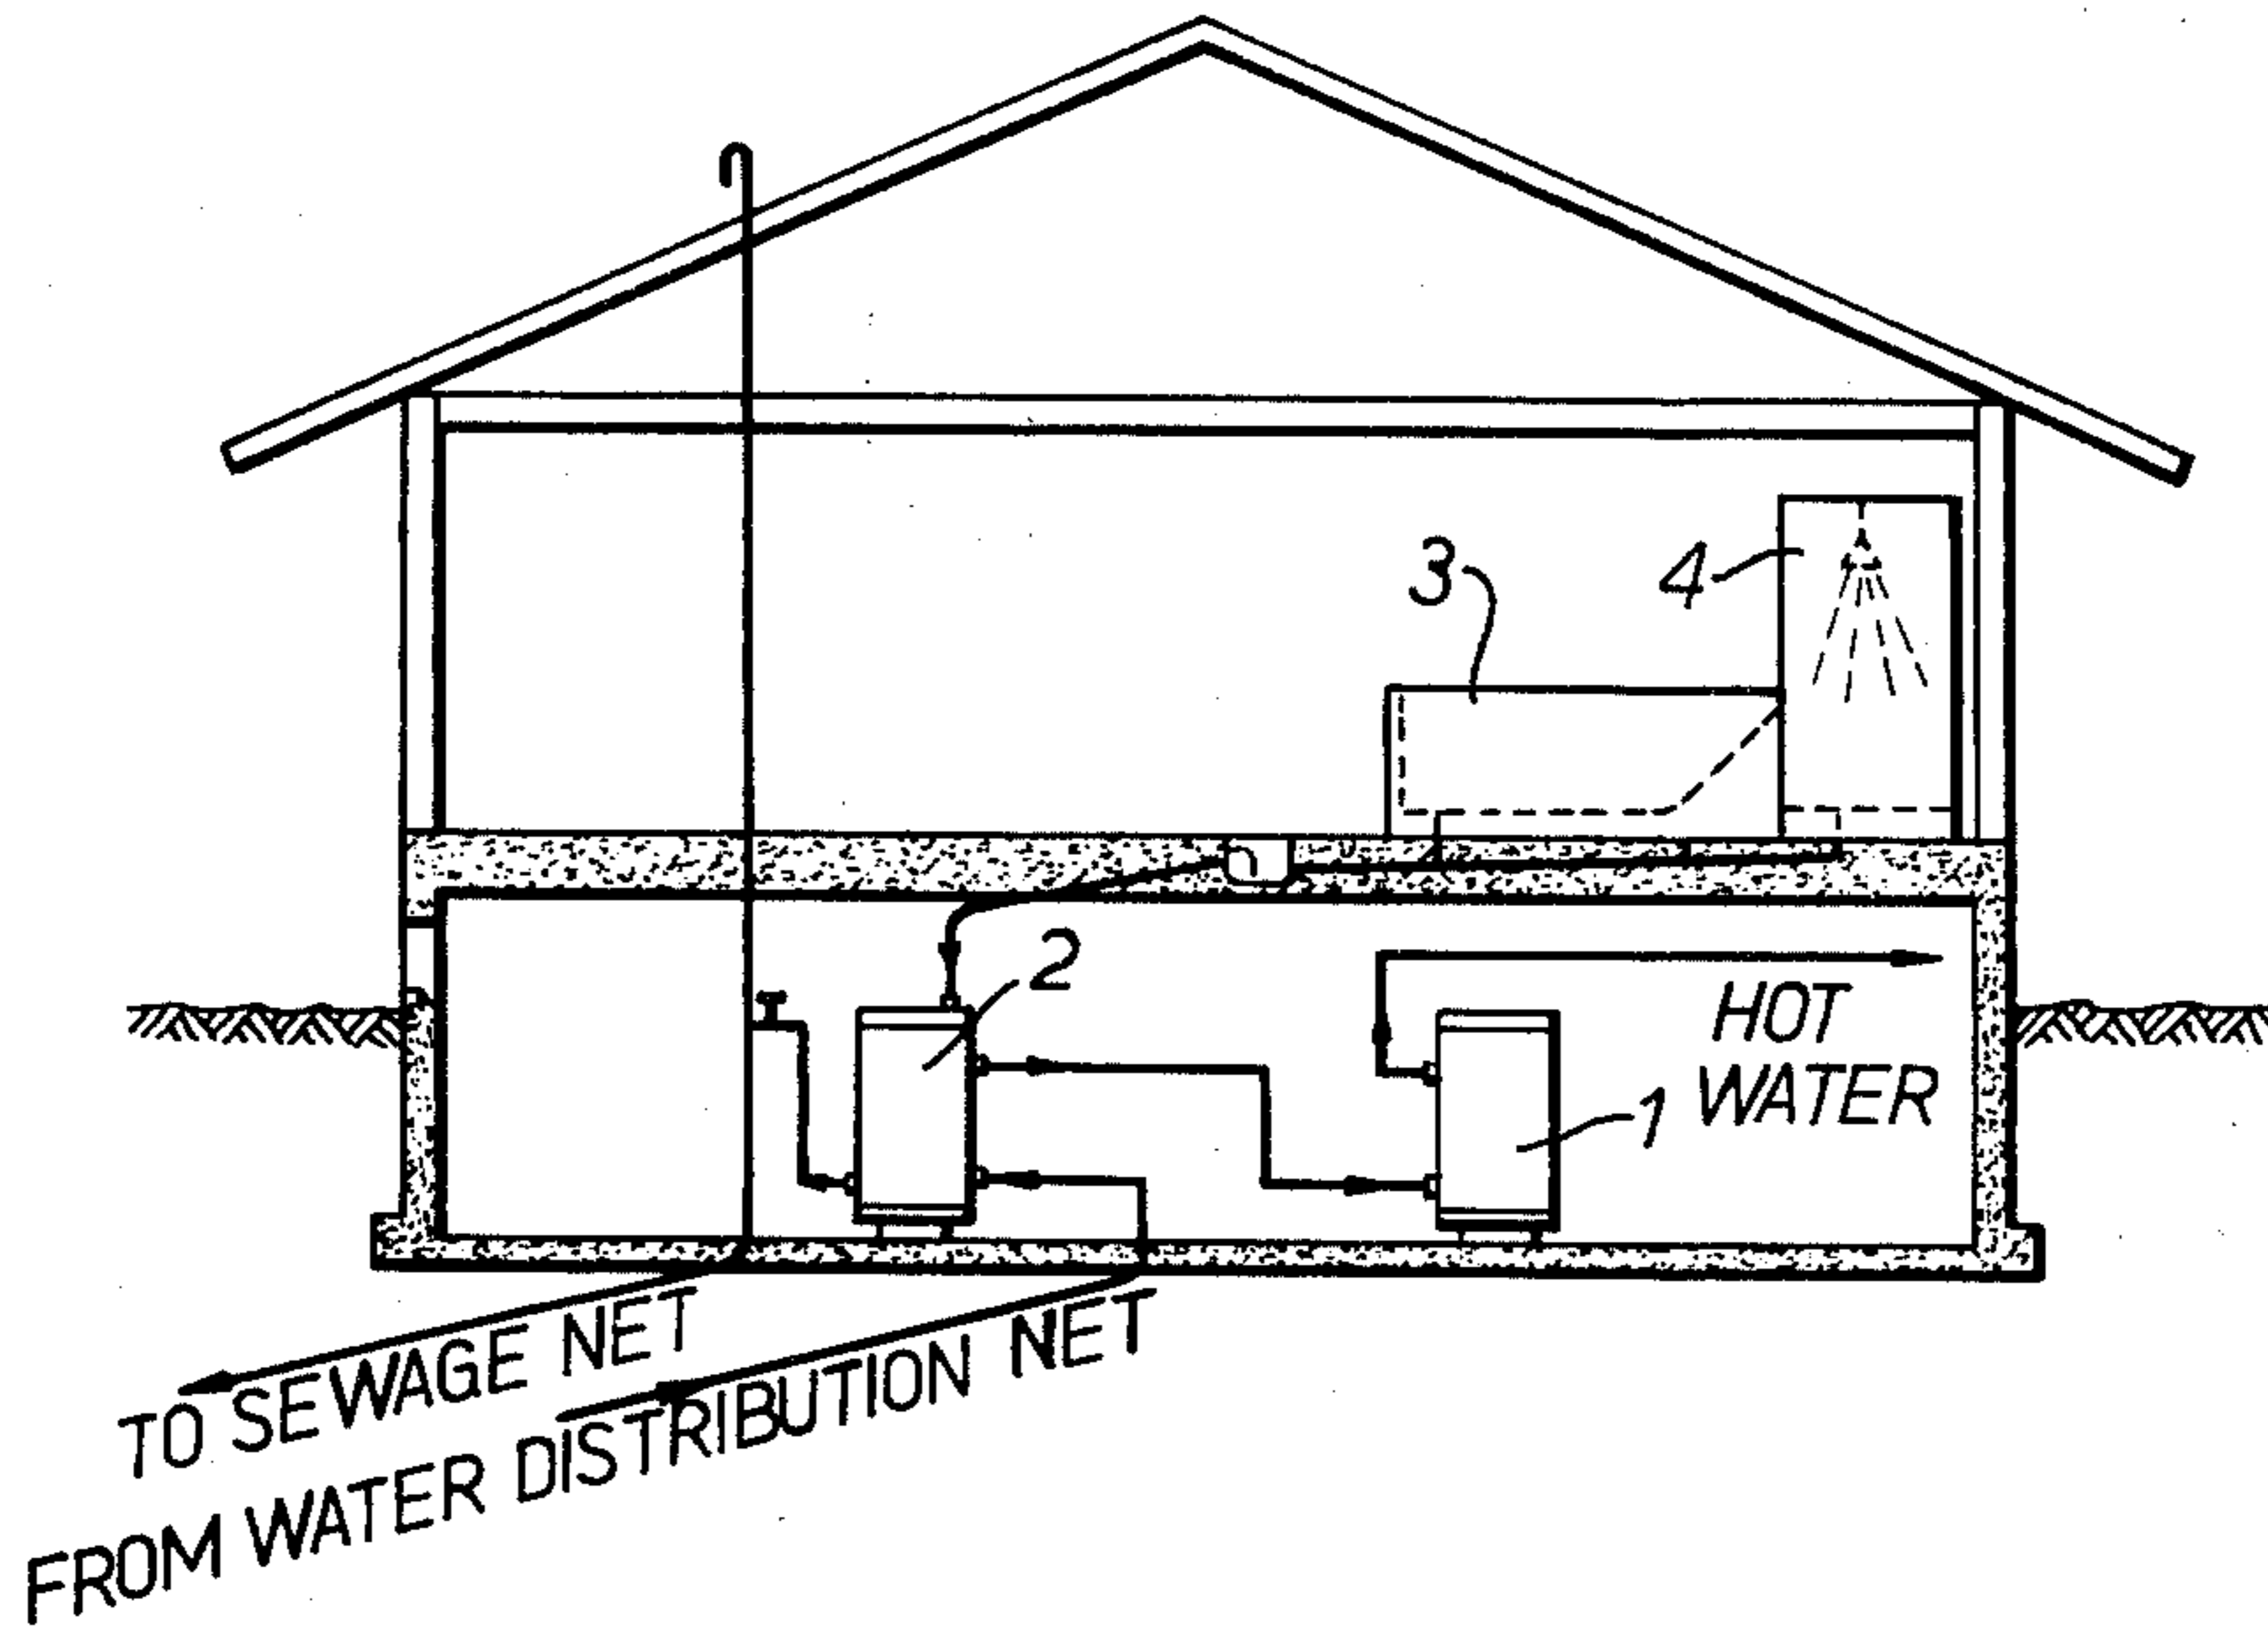 3
4
2
HOT
WATER
1
TO SEWAGE NET
FROM WATER DISTRIBUTION NET